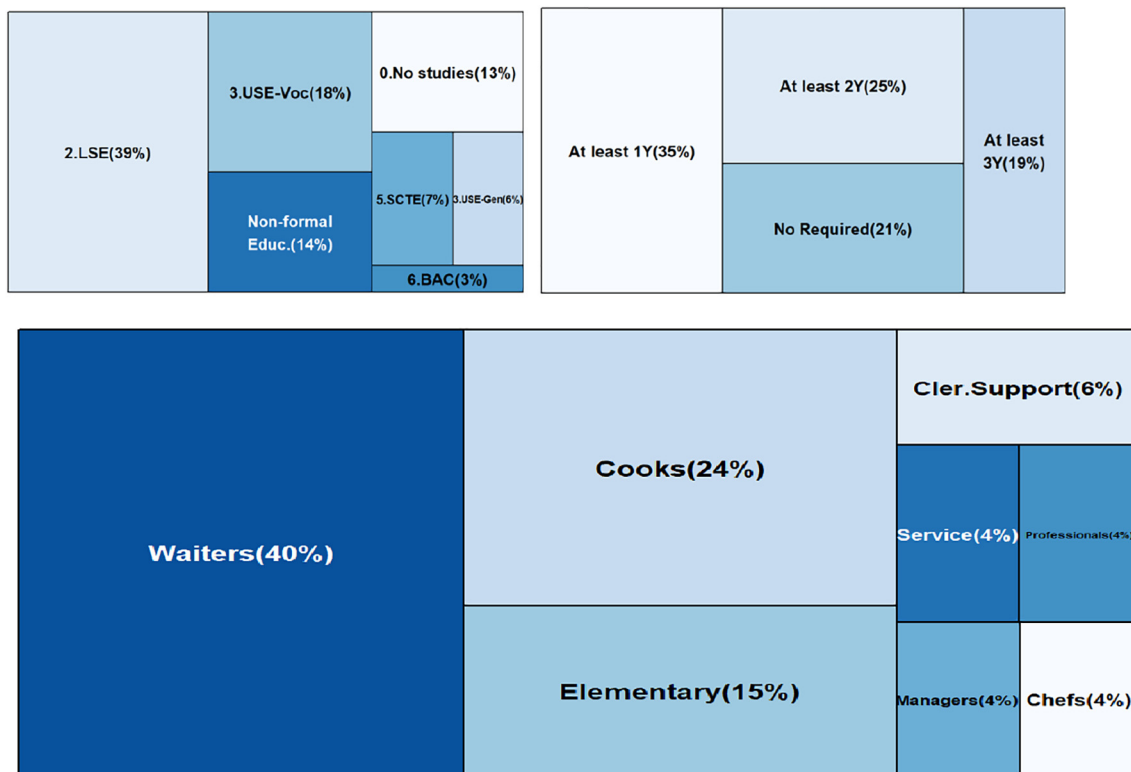 2.LSE(39%)
3.USE-Voc(18%)
Non-formal
Educ.(14%)
0.No studies(13%)
5.SCTE(7%)
3.USE-Gen(6%)
6.BAC(3%)
At least 1Y(35%)
At least 2Y(25%)
No Required(21%)
At least
3Y(19%)
Waiters(40%)
Cooks(24%)
Elementary(15%)
Cler.Support(6%)
Service(4%)
Professionals(4%)
Managers(4%)
Chefs(4%)